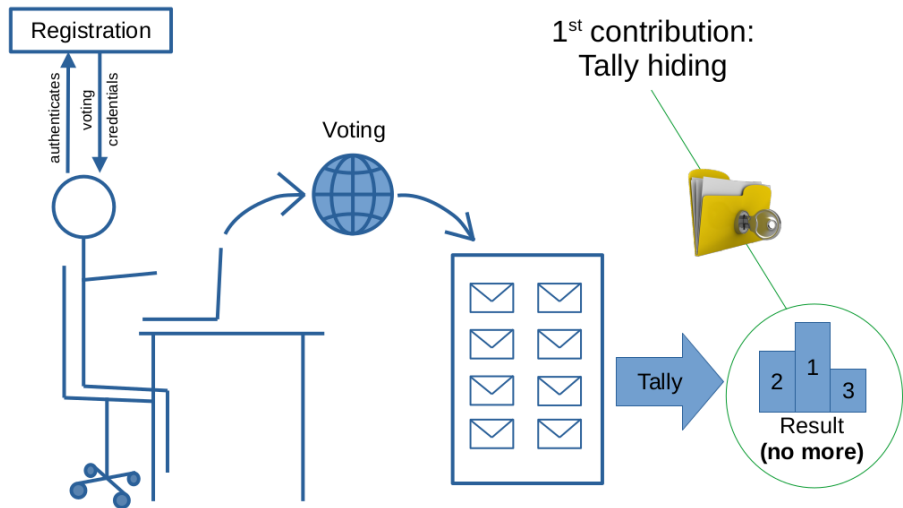 Registration
authenticates
voting
credentials
Voting
1st contribution:
Tally hiding
Tally
2
1
3
Result
(no more)